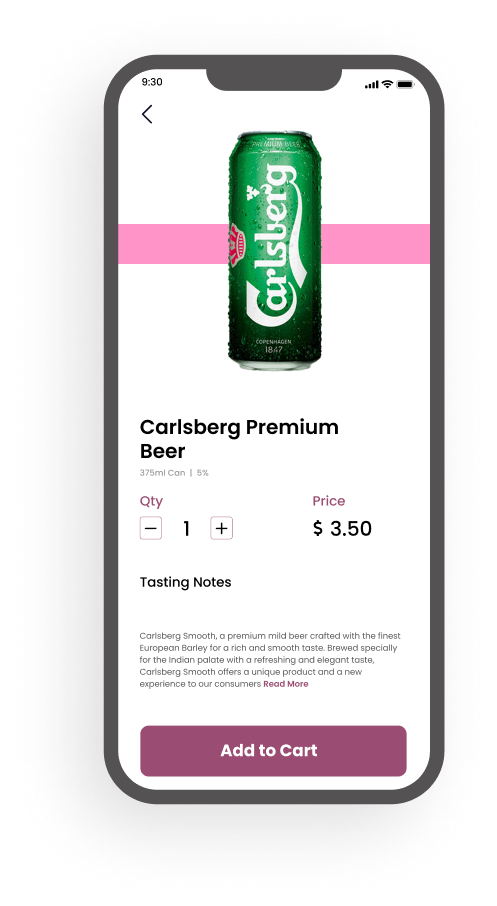 9:30
PREMIUM BEER
Carlsberg
COPENHAGEN
1847
Carlsberg Premium
Beer
375ml Can | 5%
Qty
Price
1
$ 3.50
Tasting Notes
Carlsberg Smooth, a premium mild beer crafted with the finest
European Barley for a rich and smooth taste. Brewed specially
for the Indian palate with a refreshing and elegant taste,
Carlsberg Smooth offers a unique product and a new
experience to our consumers Read More
Add to Cart